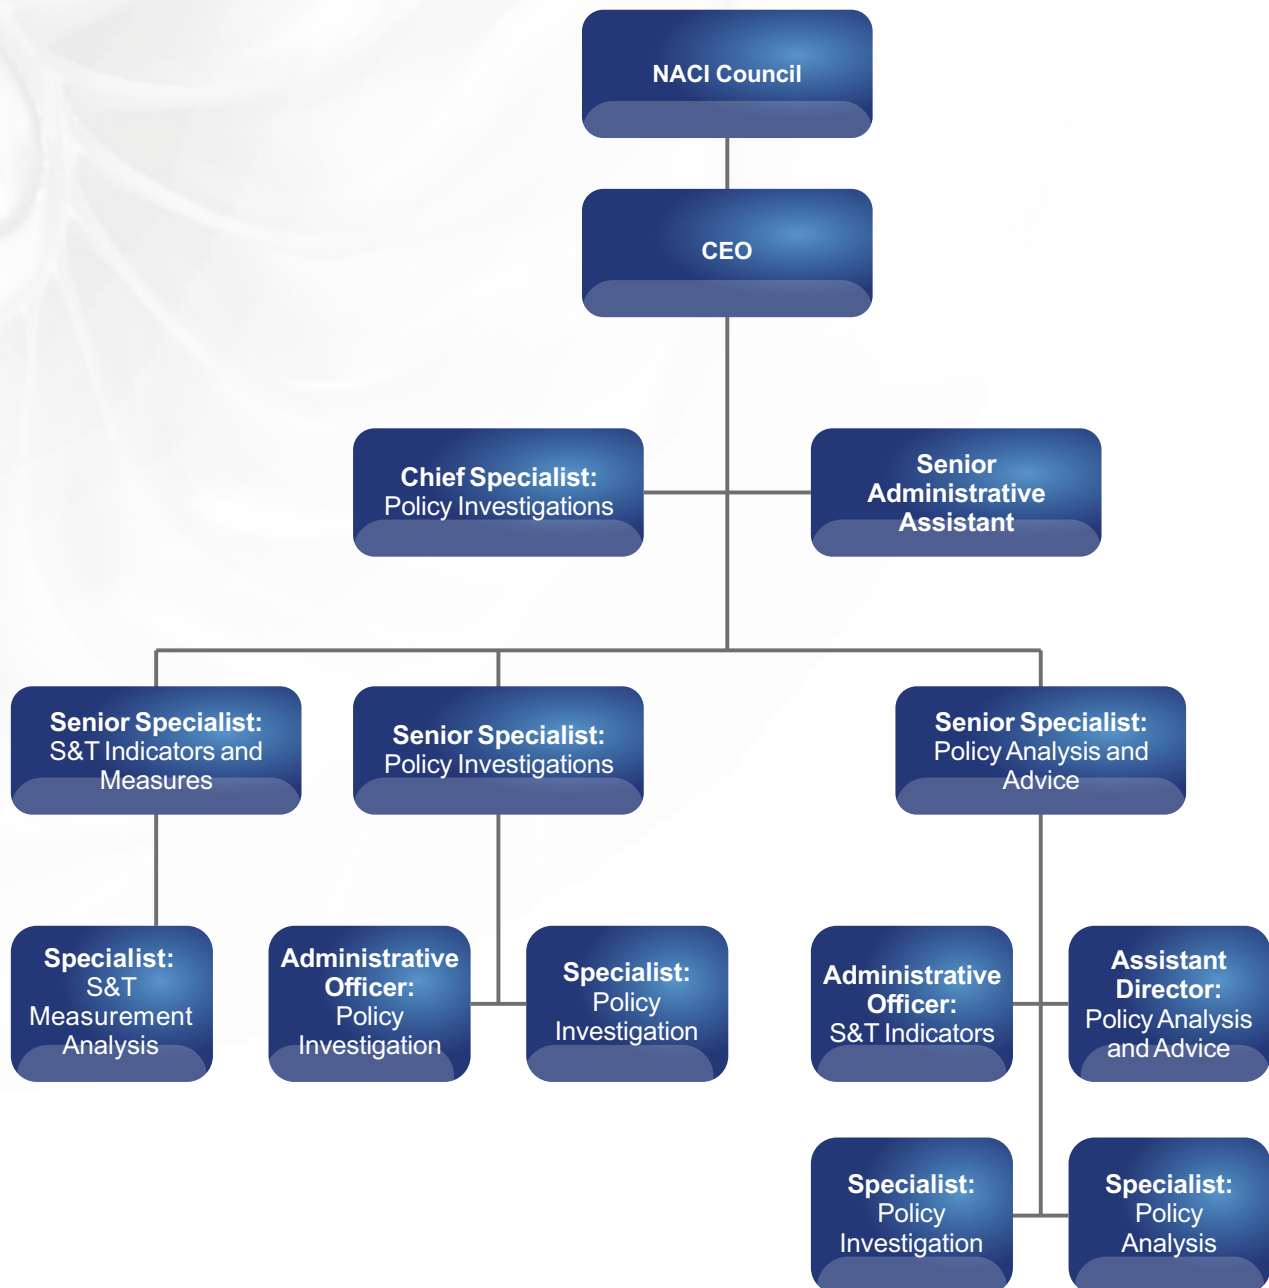 NACI Council
CEO
Chief Specialist:
Policy Investigations
Senior
Administrative
Assistant
Senior Specialist:
S&T Indicators and
Measures
Senior Specialist:
Policy Investigations
Senior Specialist:
Policy Analysis and
Advice
Specialist:
S&T
Measurement
Analysis
Administrative
Officer:
Policy
Investigation
Specialist:
Policy
Investigation
Administrative
Officer:
S&T Indicators
Assistant
Director:
Policy Analysis
and Advice
Specialist:
Policy
Investigation
Specialist:
Policy
Analysis